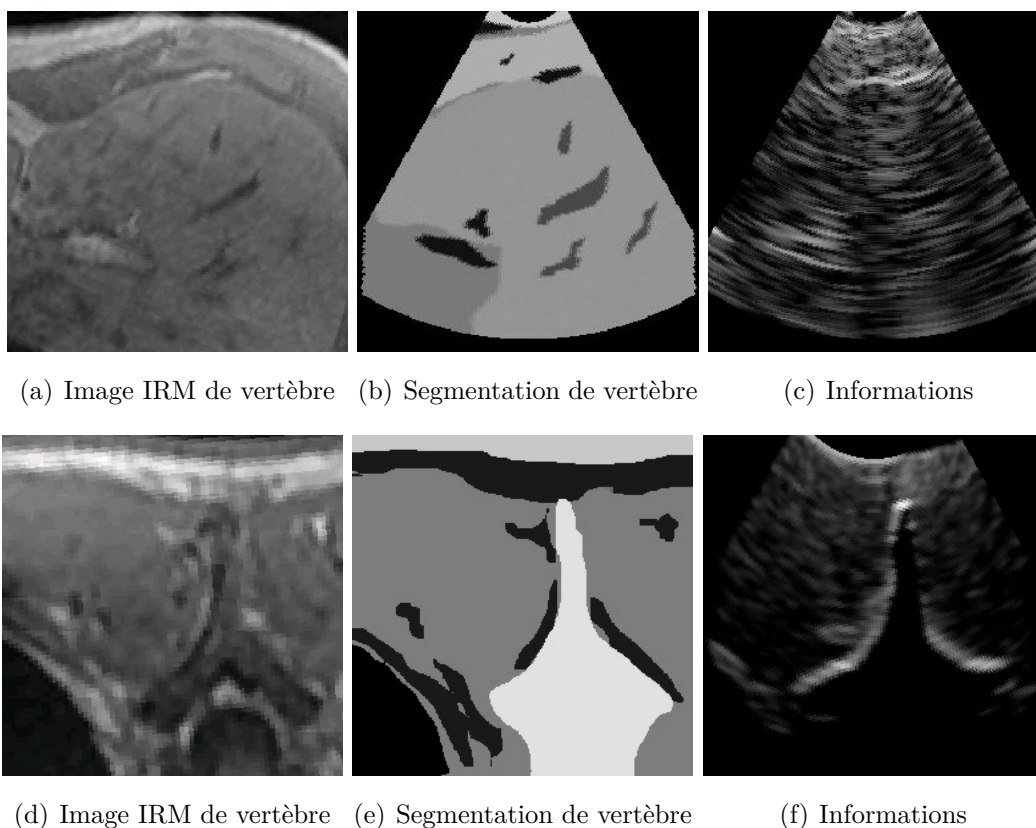 (a) Image IRM de vertèbre (b) Segmentation de vertèbre (c) Informations
(d) Image IRM de vertèbre (e) Segmentation de vertèbre (f) Informations